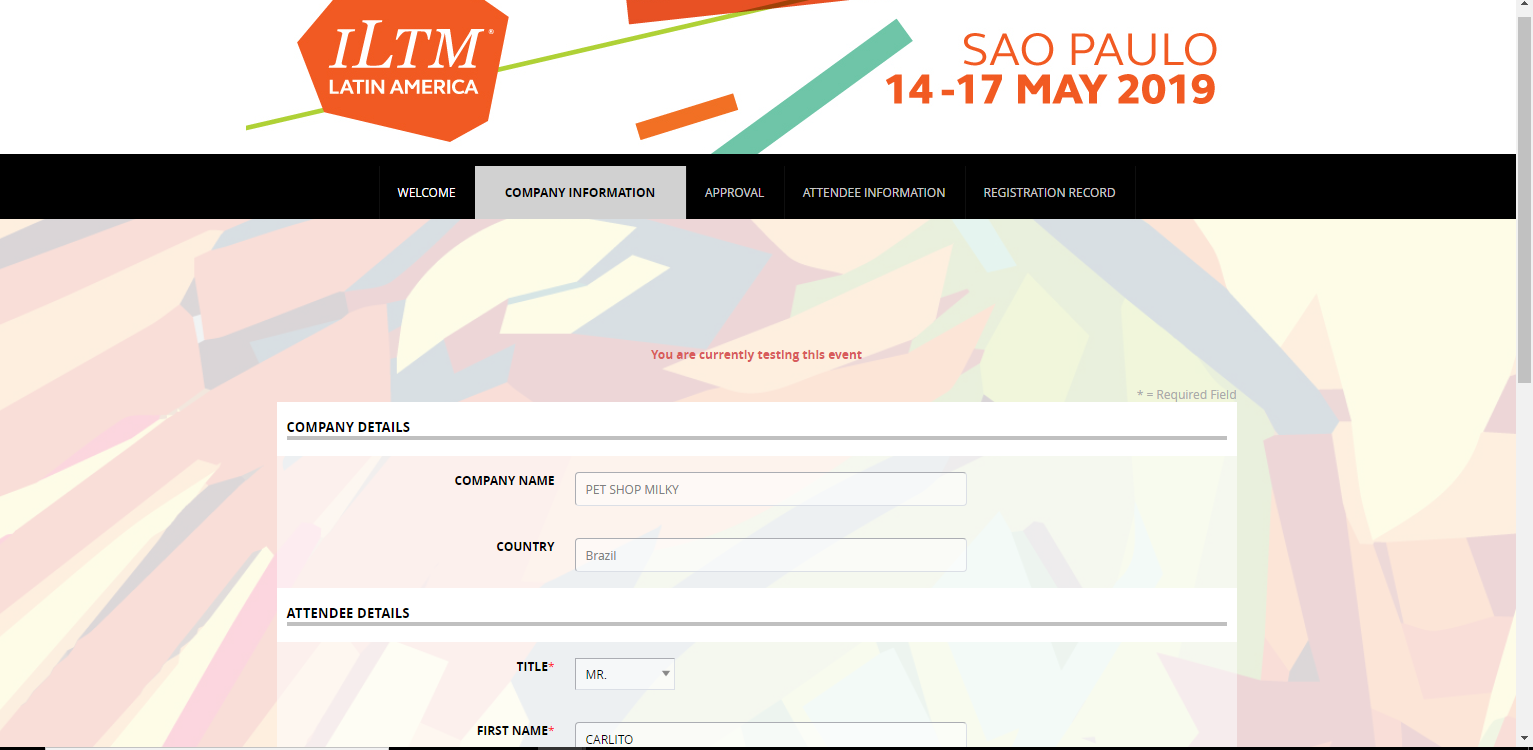 ILTM®
LATIN AMERICA
SAO PAULO
14 -17 MAY 2019
WELCOME
COMPANY INFORMATION
APPROVAL
ATTENDEE INFORMATION
REGISTRATION RECORD
You are currently testing this event
* = Required Field
COMPANY DETAILS
COMPANY NAME
PET SHOP MILKY
COUNTRY
Brazil
ATTENDEE DETAILS
TITLE*
MR.
FIRST NAME*
CARLITO